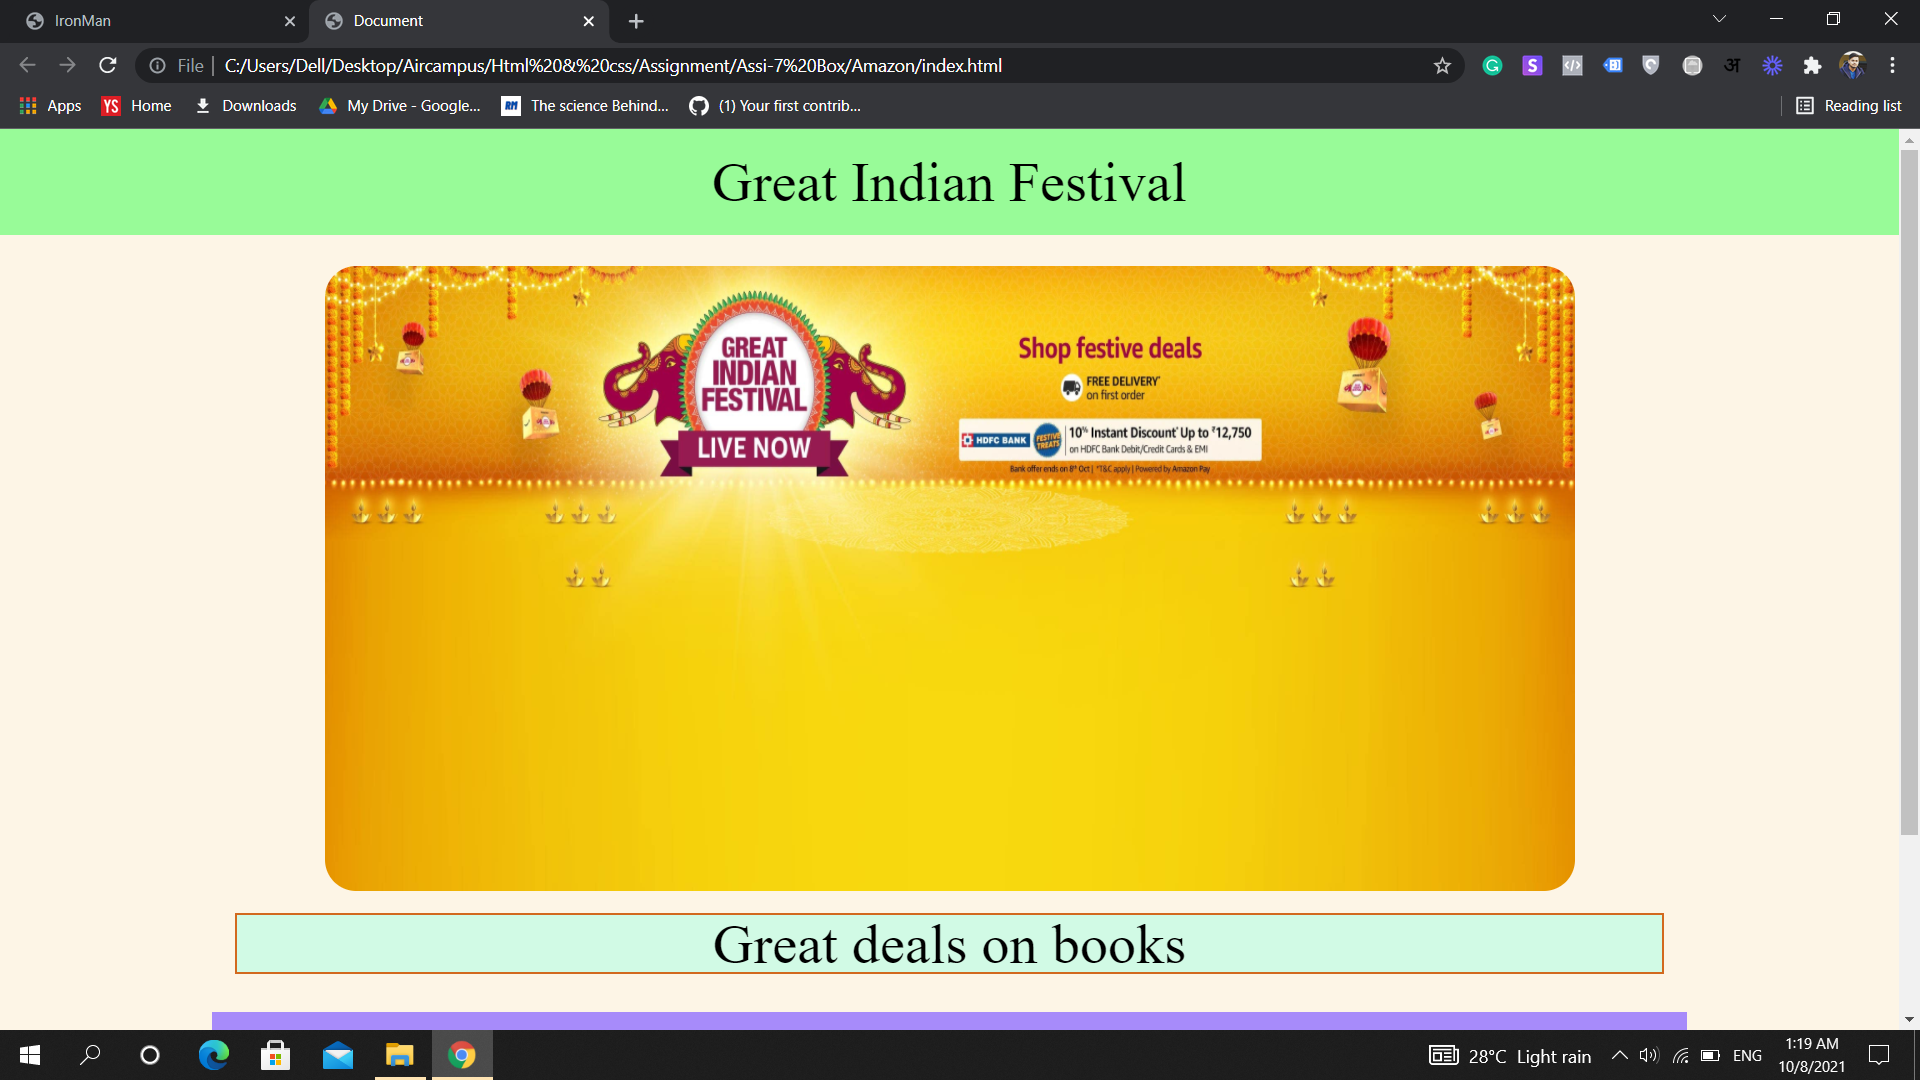 IronMan
Document
File
C:/Users/Dell/Desktop/Aircampus/Html%20&%20css/Assignment/Assi-7%20Box/Amazon/index.html
Apps
YS Home
Downloads
My Drive - Google...
RM The science Behind...
(1) Your first contrib...
Reading list
Great Indian Festival
GREAT
INDIAN
FESTIVAL
LIVE NOW
Shop festive deals
FREE DELIVERY*
on first order
HDFC BANK
FESTIVE
TREATS
10% Instant Discount* Up to ₹12,750
on HDFC Bank Debit/Credit Cards & EMI
Bank offer ends on 8th Oct | *T&C apply | Powered by Amazon Pay
Great deals on books
28°C Light rain
ENG
1:19 AM
10/8/2021